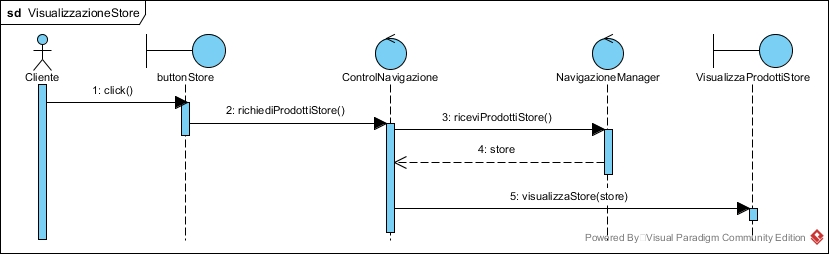 sd VisualizzazioneStore
Cliente
buttonStore
ControlNavigazione
NavigazioneManager
VisualizzaProdottiStore
1: click()
2: richiediProdottiStore()
3: riceviProdottiStore()
4: store
5: visualizzaStore(store)
Powered By Visual Paradigm Community Edition